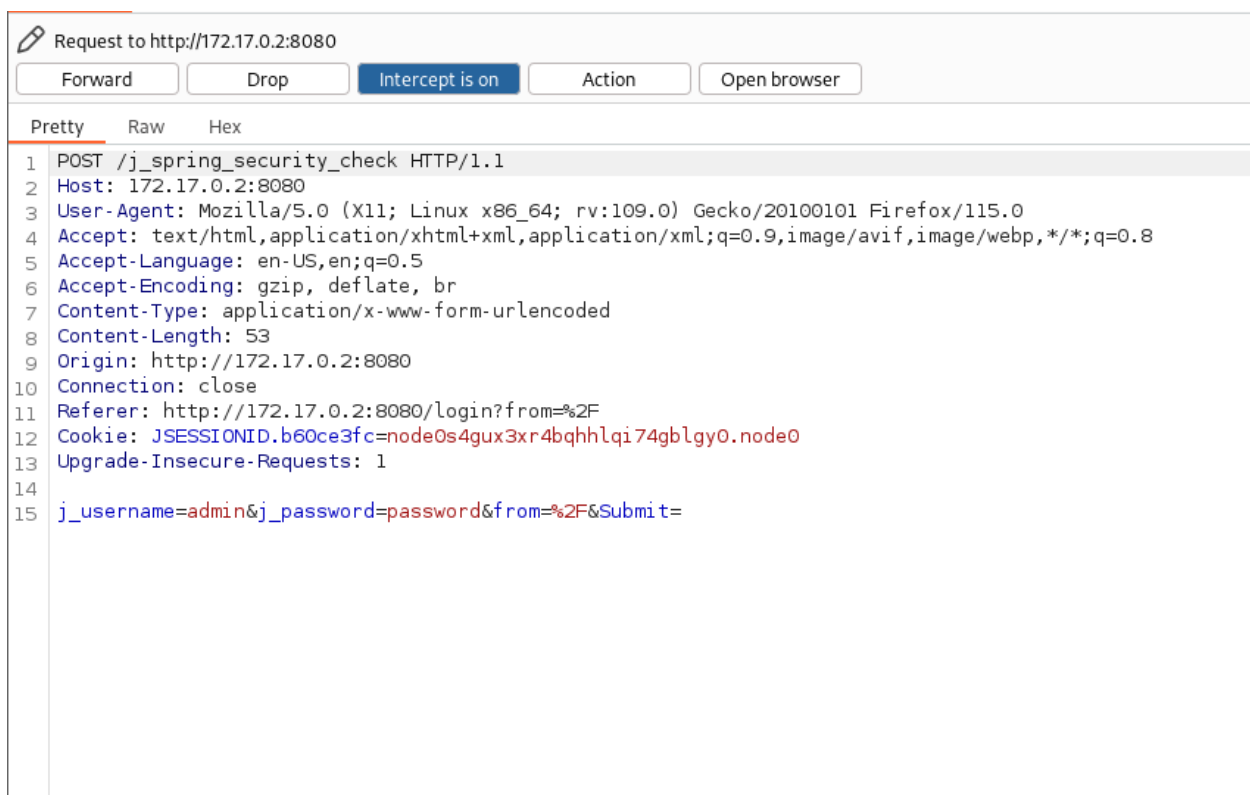 Request to http://172.17.0.2:8080
Forward Drop Intercept is on Action Open browser
Pretty Raw Hex
1 POST /j_spring_security_check HTTP/1.1
2 Host: 172.17.0.2:8080
3 User-Agent: Mozilla/5.0 (X11; Linux x86_64; rv:109.0) Gecko/20100101 Firefox/115.0
4 Accept: text/html,application/xhtml+xml,application/xml;q=0.9,image/avif,image/webp,*/*;q=0.8
5 Accept-Language: en-US,en;q=0.5
6 Accept-Encoding: gzip, deflate, br
7 Content-Type: application/x-www-form-urlencoded
8 Content-Length: 53
9 Origin: http://172.17.0.2:8080
10 Connection: close
11 Referer: http://172.17.0.2:8080/login?from=%2F
12 Cookie: JSESSIONID.b60ce3fc=node0s4gux3xr4bqhhlqi74gblgy0.node0
13 Upgrade-Insecure-Requests: 1
14
15 j_username=admin&j_password=password&from=%2F&Submit=